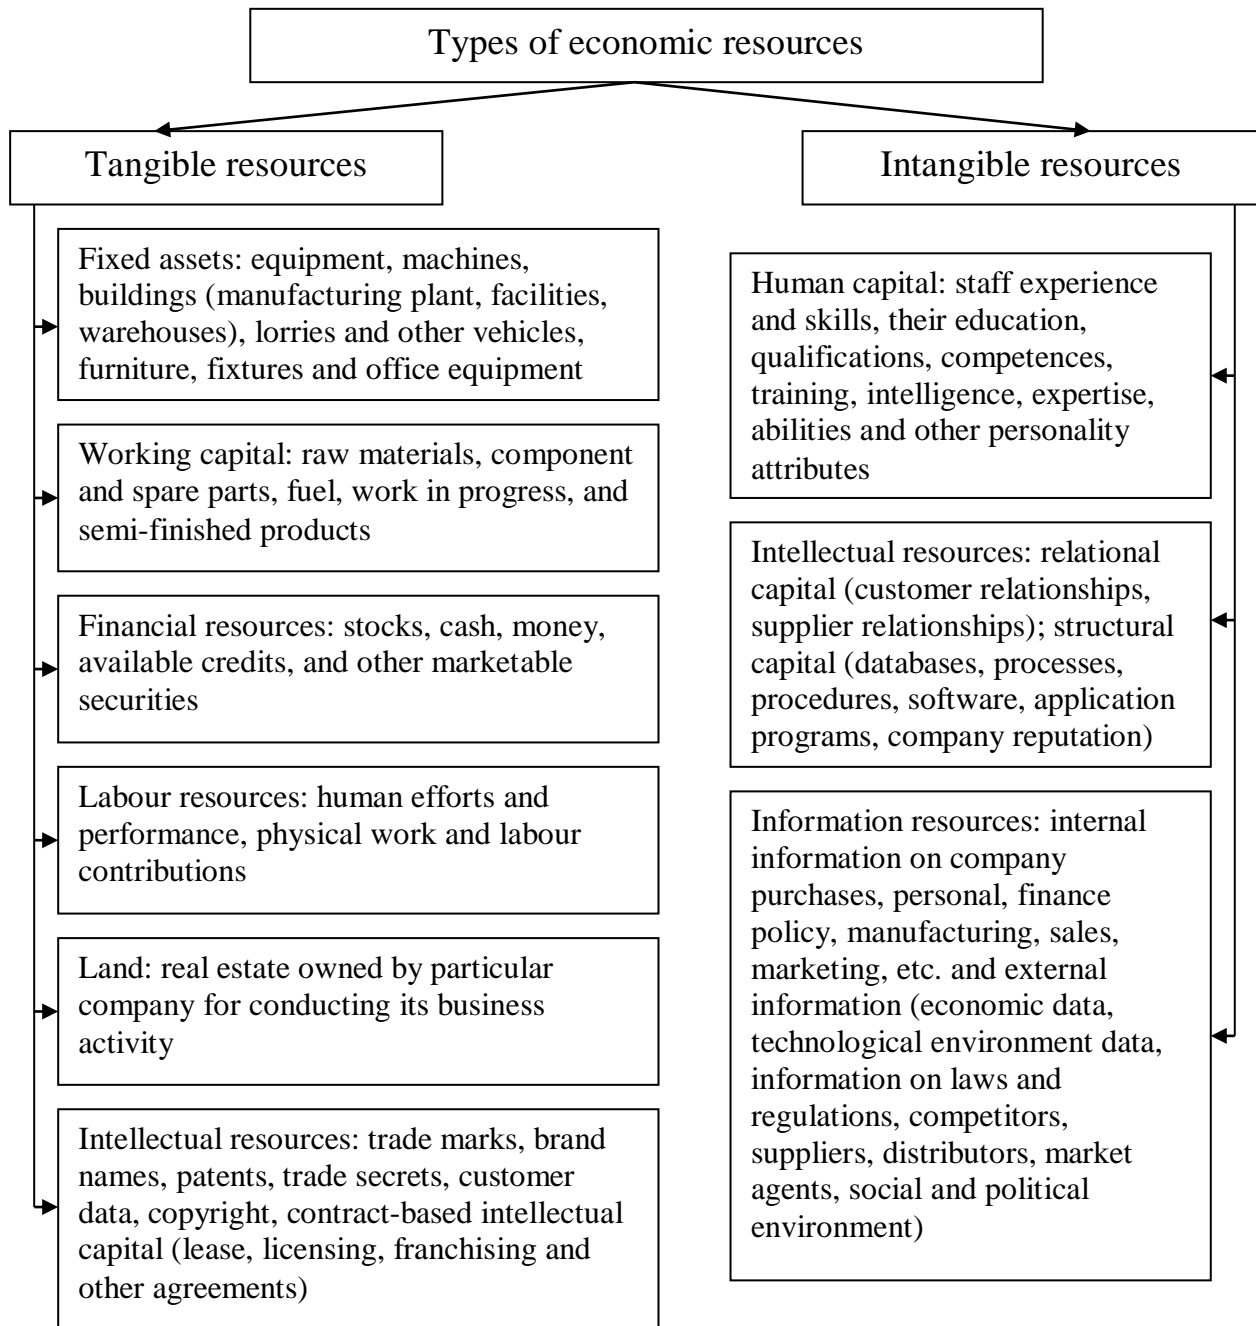 Types of economic resources
Tangible resources
Fixed assets: equipment, machines,
buildings (manufacturing plant, facilities,
warehouses), lorries and other vehicles,
furniture, fixtures and office equipment
Working capital: raw materials, component
and spare parts, fuel, work in progress, and
semi-finished products
Financial resources: stocks, cash, money,
available credits, and other marketable
securities
Labour resources: human efforts and
performance, physical work and labour
contributions
Land: real estate owned by particular
company for conducting its business
activity
Intellectual resources: trade marks, brand
names, patents, trade secrets, customer
data, copyright, contract-based intellectual
capital (lease, licensing, franchising and
other agreements)
Intangible resources
Human capital: staff experience
and skills, their education,
qualifications, competences,
training, intelligence, expertise,
abilities and other personality
attributes
Intellectual resources: relational
capital (customer relationships,
supplier relationships); structural
capital (databases, processes,
procedures, software, application
programs, company reputation)
Information resources: internal
information on company
purchases, personal, finance
policy, manufacturing, sales,
marketing, etc. and external
information (economic data,
technological environment data,
information on laws and
regulations, competitors,
suppliers, distributors, market
agents, social and political
environment)